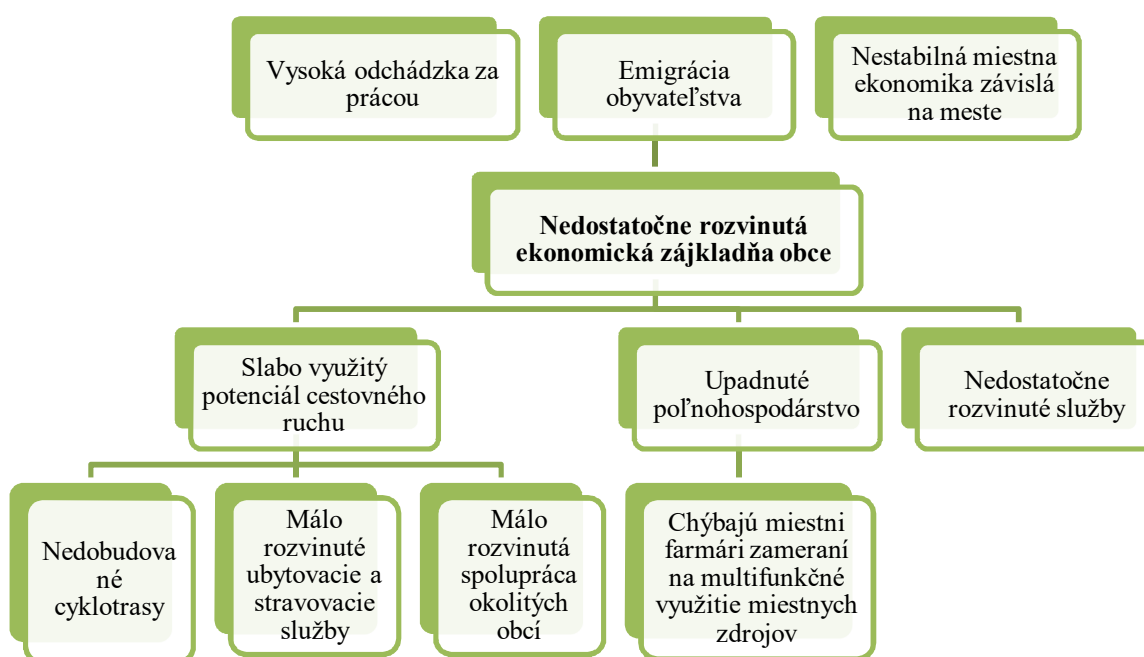 Vysoká odchádzka za
prácou
Emigrácia
obyvateľstva
Nestabilná miestna
ekonomika závislá
na meste
Nedostatočne rozvinutá
ekonomická zájkladňa obce
Slabo využitý
potenciál cestovného
ruchu
Upadnuté
poľnohospodárstvo
Nedostatočne
rozvinuté služby
Nedobudova
né
cyklotrasy
Málo
rozvinuté
ubytovacie a
stravovacie
služby
Málo
rozvinutá
spolupráca
okolitých
obcí
Chýbajú miestni
farmári zameraní
na multifunkčné
využitie miestnych
zdrojov